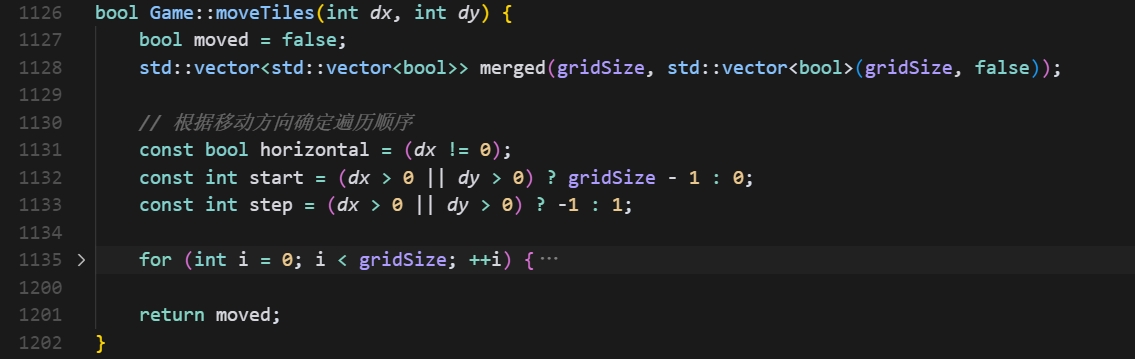 1126 bool Game::moveTiles(int dx, int dy) {
1127     bool moved = false;
1128     std::vector<std::vector<bool>> merged(gridSize, std::vector<bool>(gridSize, false));
1129
1130     // 根据移动方向确定遍历顺序
1131     const bool horizontal = (dx != 0);
1132     const int start = (dx > 0 || dy > 0) ? gridSize - 1 : 0;
1133     const int step = (dx > 0 || dy > 0) ? -1 : 1;
1134
1135 >   for (int i = 0; i < gridSize; ++i) {···
1200
1201     return moved;
1202 }